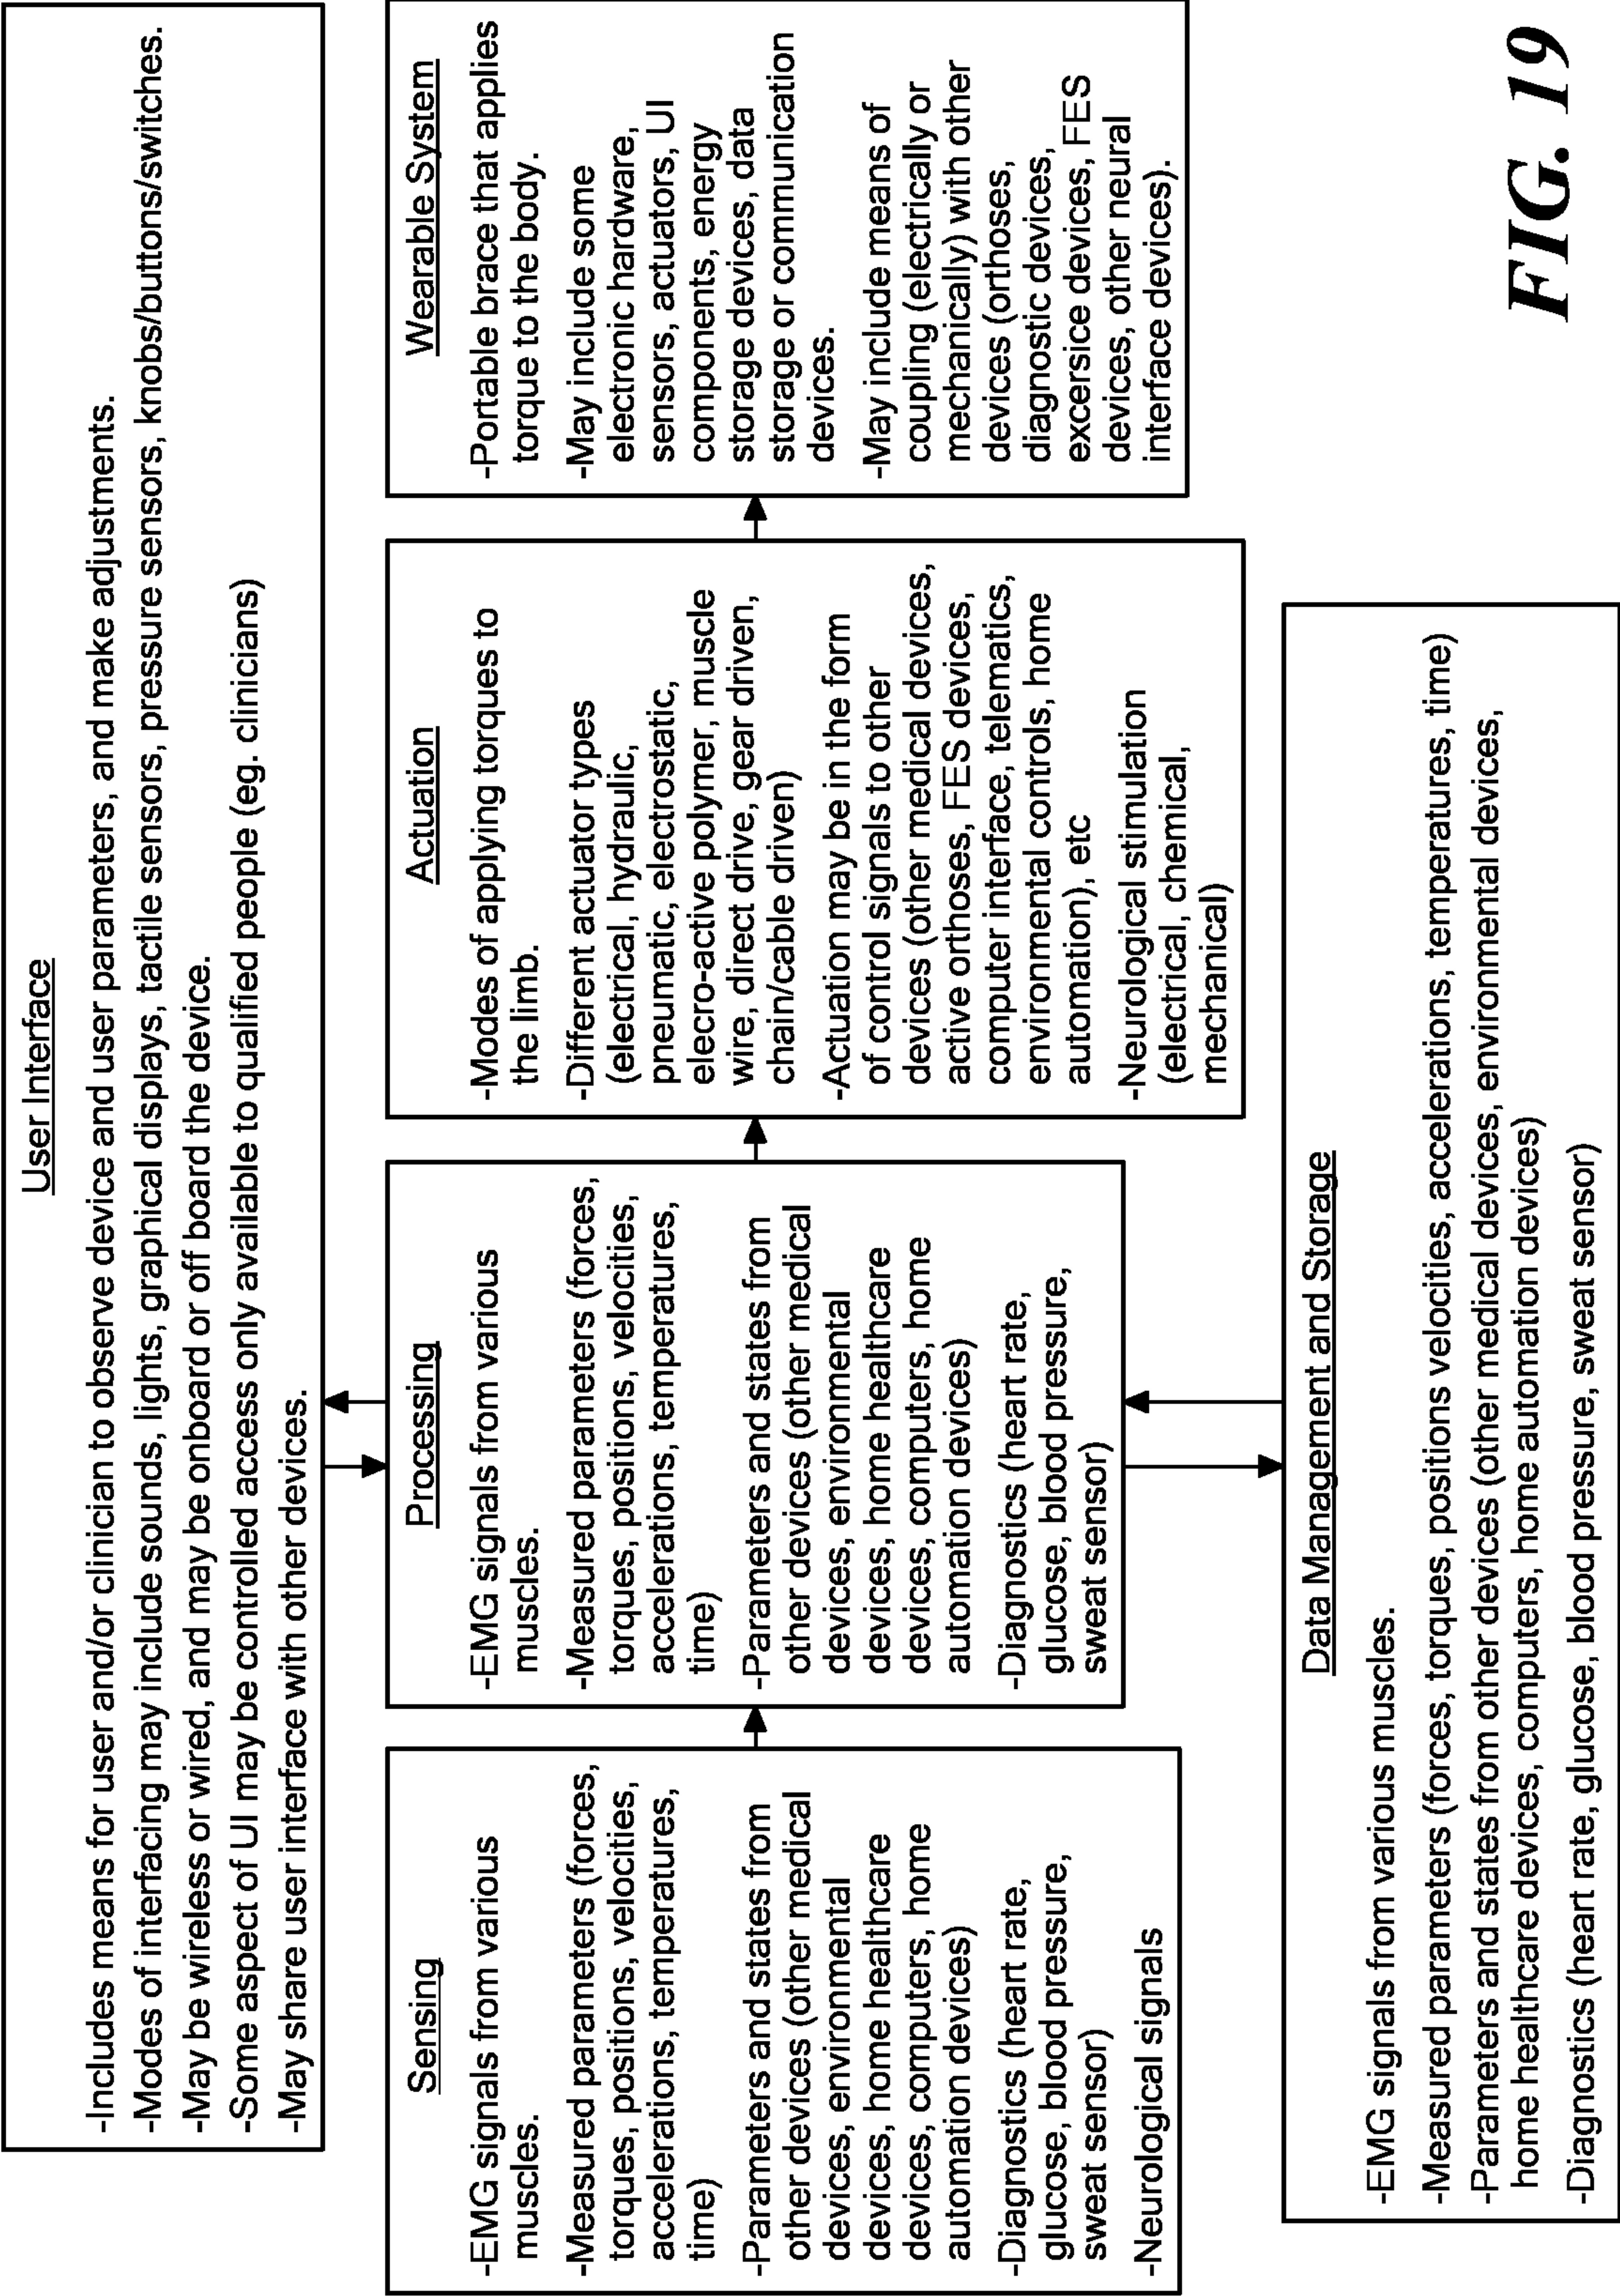 User Interface
-Includes means for user and/or clinician to observe device and user parameters, and make adjustments.
-Modes of interfacing may include sounds, lights, graphical displays, tactile sensors, pressure sensors, knobs/buttons/switches.
-May be wireless or wired, and may be onboard or off board the device.
-Some aspect of UI may be controlled access only available to qualified people (eg. clinicians)
-May share user interface with other devices.
Sensing
-EMG signals from various
muscles.
-Measured parameters (forces,
torques, positions, velocities,
accelerations, temperatures,
time)
-Parameters and states from
other devices (other medical
devices, environmental
devices, home healthcare
devices, computers, home
automation devices)
-Diagnostics (heart rate,
glucose, blood pressure,
sweat sensor)
-Neurological signals
Processing
-EMG signals from various
muscles.
-Measured parameters (forces,
torques, positions, velocities,
accelerations, temperatures,
time)
-Parameters and states from
other devices (other medical
devices, environmental
devices, home healthcare
devices, computers, home
automation devices)
-Diagnostics (heart rate,
glucose, blood pressure,
sweat sensor)
Actuation
-Modes of applying torques to
the limb.
-Different actuator types
(electrical, hydraulic,
pneumatic, electrostatic,
elecro-active polymer, muscle
wire, direct drive, gear driven,
chain/cable driven)
-Actuation may be in the form
of control signals to other
devices (other medical devices,
active orthoses, FES devices,
computer interface, telematics,
environmental controls, home
automation), etc
-Neurological stimulation
(electrical, chemical,
mechanical)
Wearable System
-Portable brace that applies
torque to the body.
-May include some
electronic hardware,
sensors, actuators, UI
components, energy
storage devices, data
storage or communication
devices.
-May include means of
coupling (electrically or
mechanically) with other
devices (orthoses,
diagnostic devices,
excersice devices, FES
devices, other neural
interface devices).
Data Management and Storage
-EMG signals from various muscles.
-Measured parameters (forces, torques, positions velocities, accelerations, temperatures, time)
-Parameters and states from other devices (other medical devices, environmental devices,
home healthcare devices, computers, home automation devices)
-Diagnostics (heart rate, glucose, blood pressure, sweat sensor)
FIG. 19